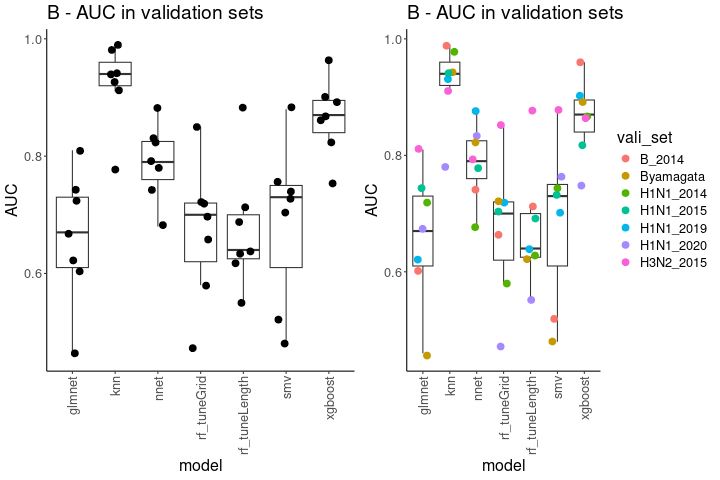 B - AUC in validation sets
AUC
1.0
0.8
0.6
glmnet
knn
nnet
rf_tuneGrid
rf_tuneLength
smv
xgboost
model
B - AUC in validation sets
AUC
1.0
0.8
0.6
glmnet
knn
nnet
rf_tuneGrid
rf_tuneLength
smv
xgboost
model
vali_set
B_2014
Byamagata
H1N1_2014
H1N1_2015
H1N1_2019
H1N1_2020
H3N2_2015